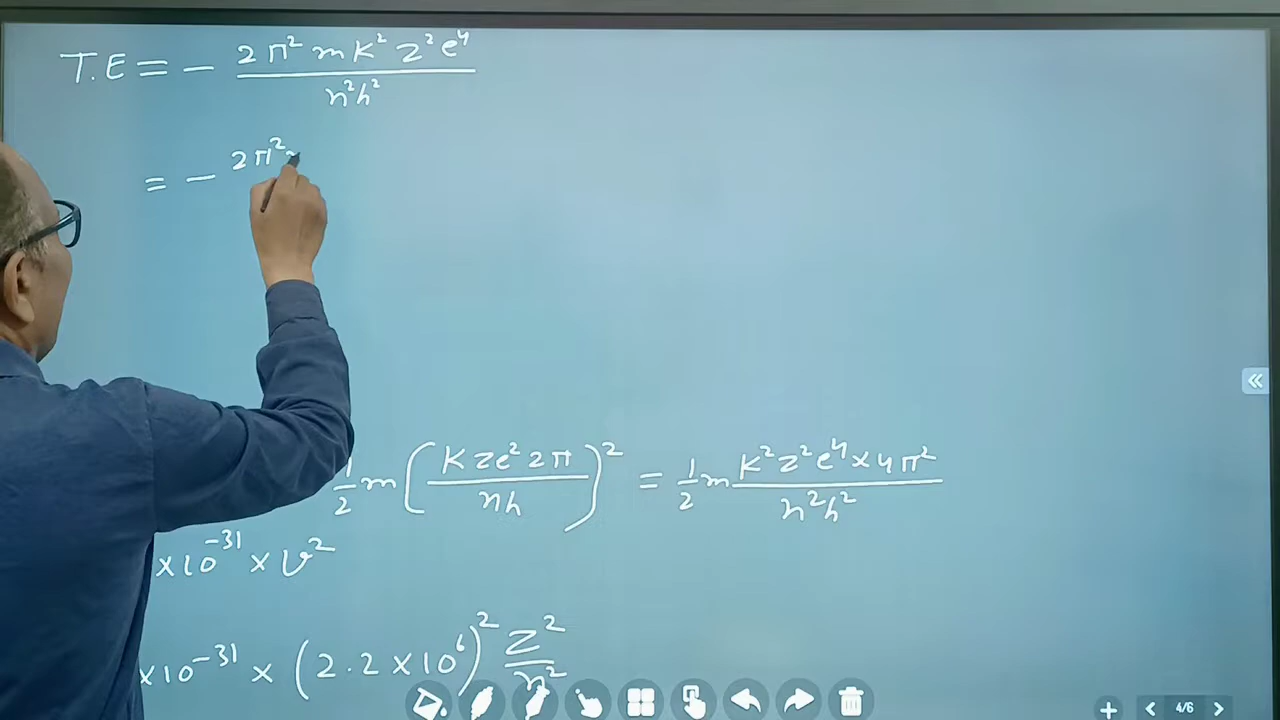 T.E = - 2π²mK²Z²e⁴ / n²h²
= - 2π²
1/2 m (KZe²2π / nh)² = 1/2 m K²Z²e⁴×4π² / n²h²
×10⁻³¹ × v²
×10⁻³¹ × (2.2×10⁶)² Z²/n²
4/6